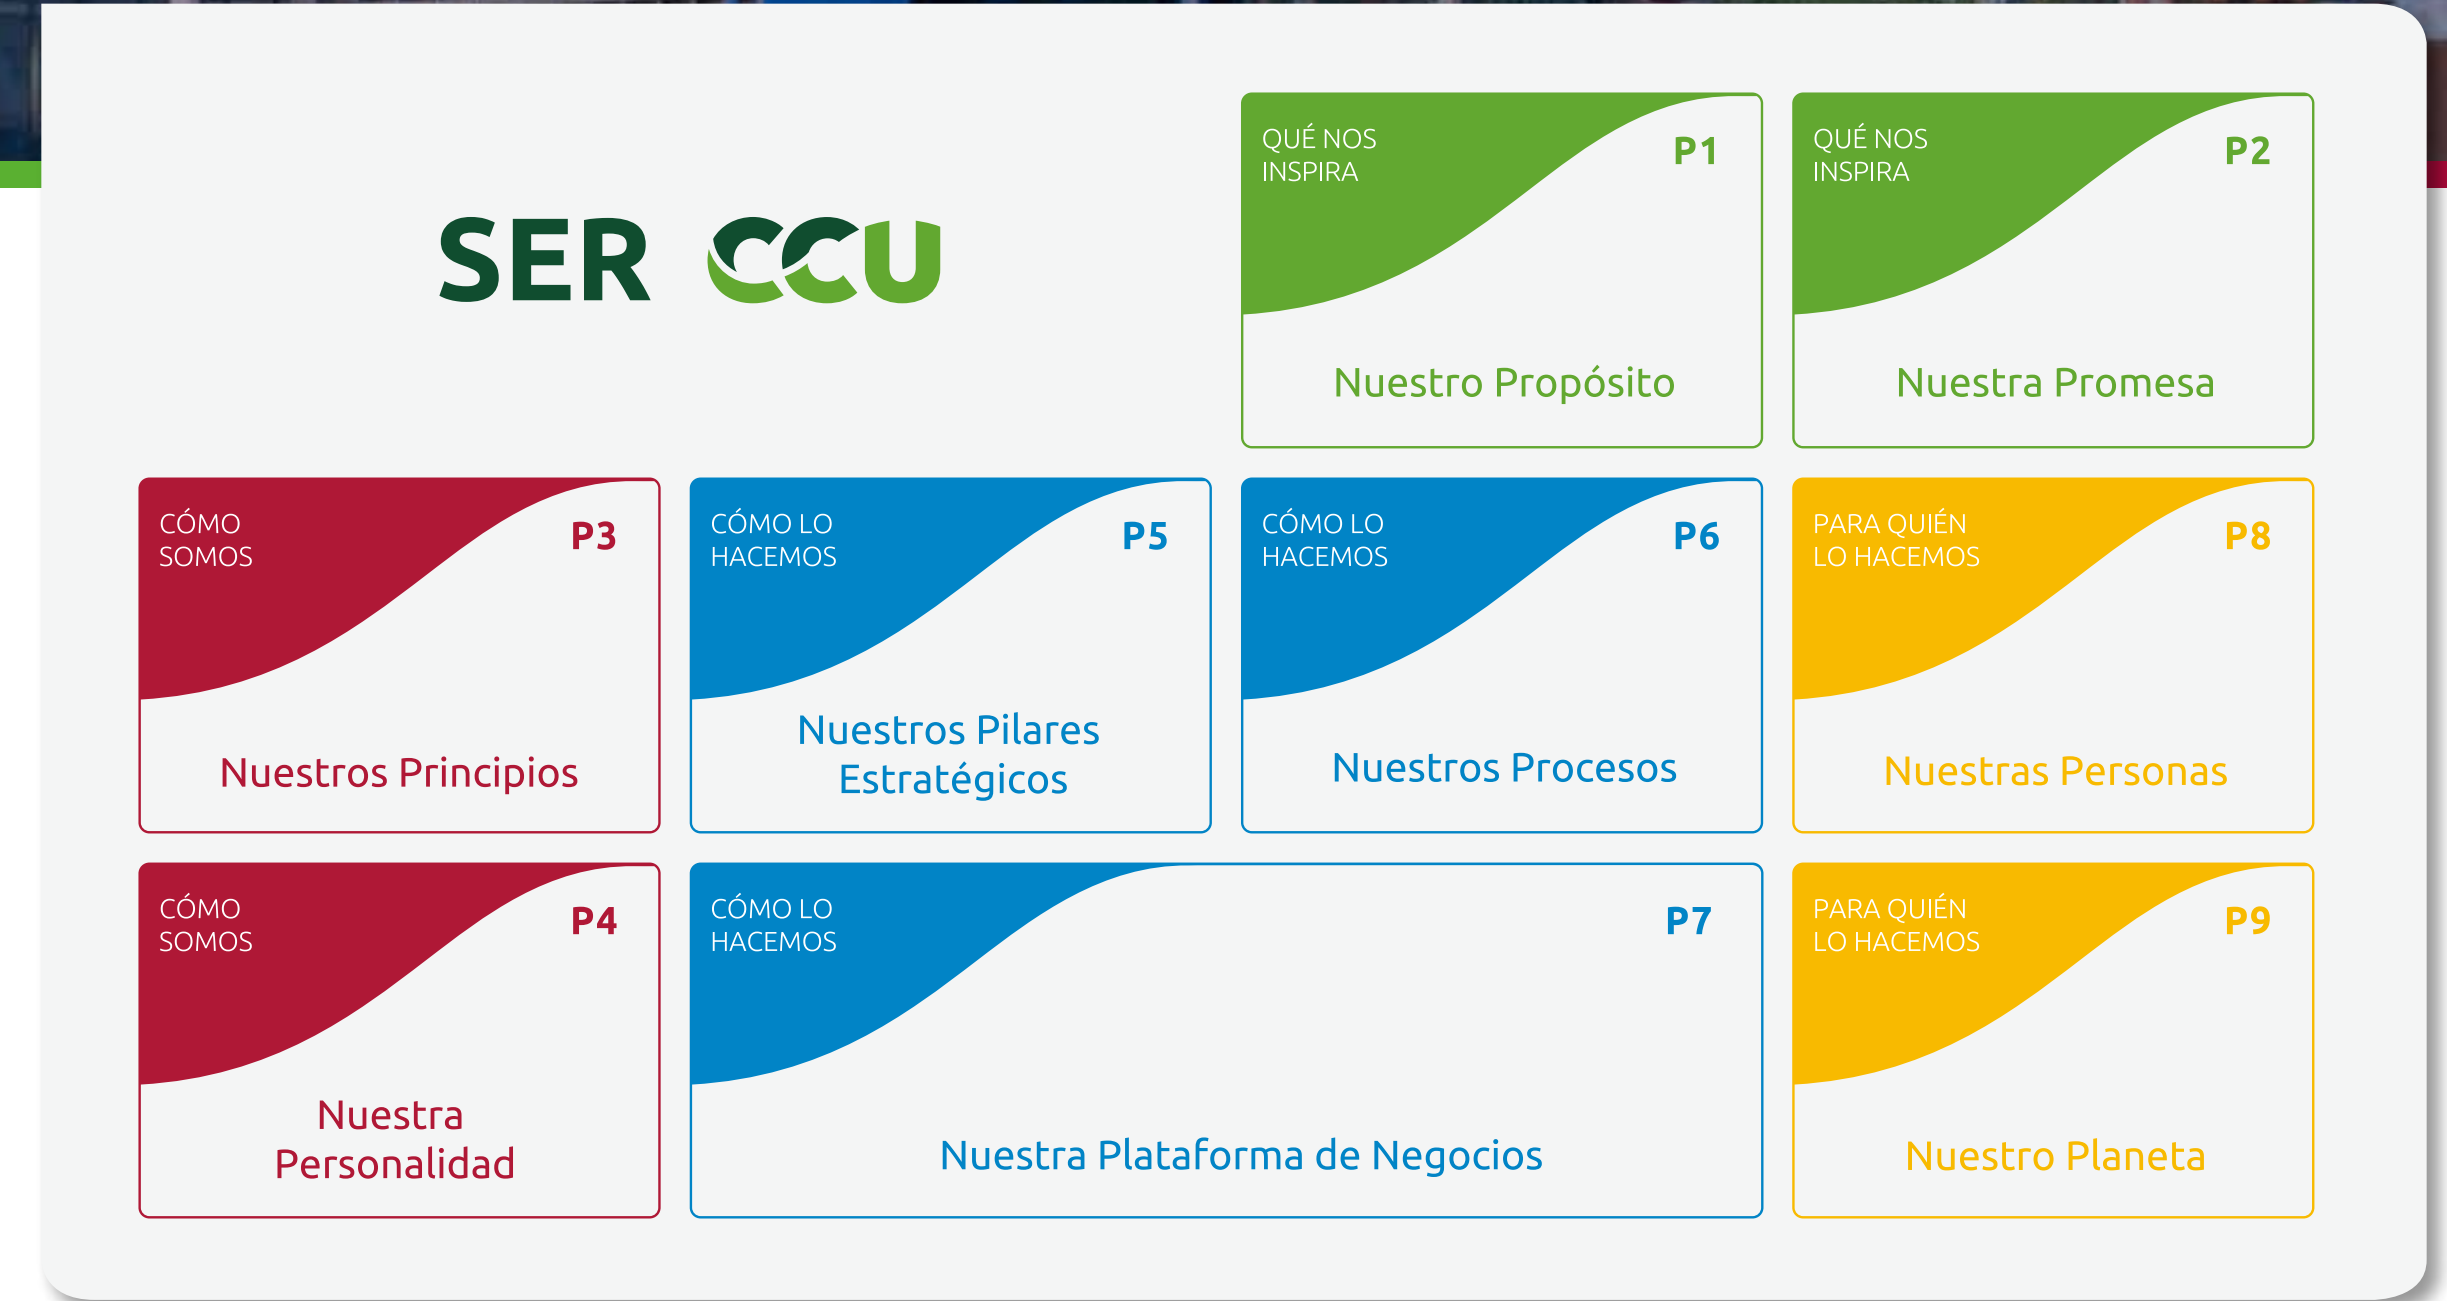 SER CCU
QUÉ NOS
INSPIRA
P1
Nuestro Propósito
QUÉ NOS
INSPIRA
P2
Nuestra Promesa
CÓMO
SOMOS
P3
Nuestros Principios
CÓMO LO
HACEMOS
P5
Nuestros Pilares
Estratégicos
CÓMO LO
HACEMOS
P6
Nuestros Procesos
PARA QUIÉN
LO HACEMOS
P8
Nuestras Personas
CÓMO
SOMOS
P4
Nuestra
Personalidad
CÓMO LO
HACEMOS
P7
Nuestra Plataforma de Negocios
PARA QUIÉN
LO HACEMOS
P9
Nuestro Planeta